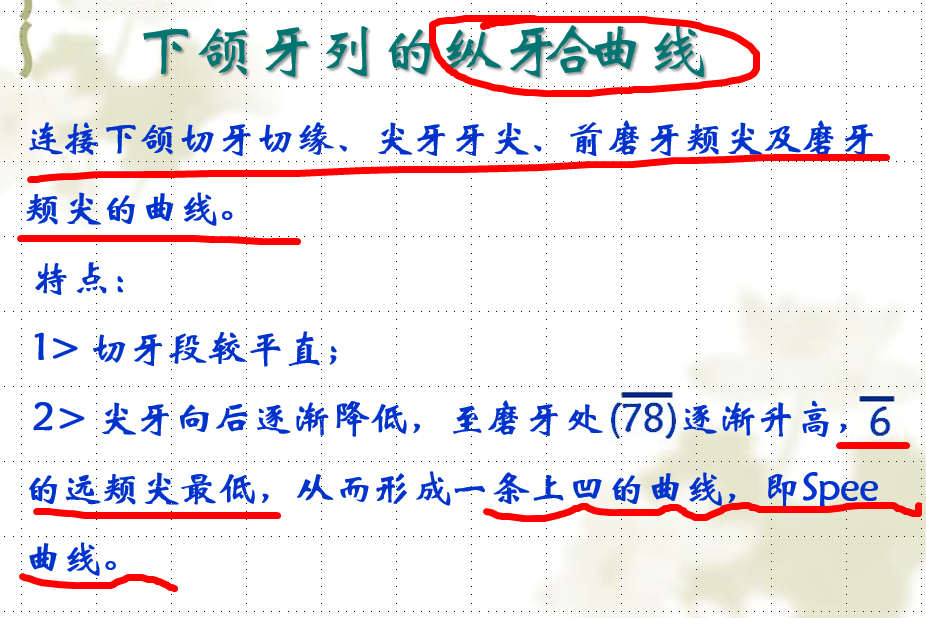 下颌牙列的纵牙合曲线
连接下颌切牙切缘、尖牙牙尖、前磨牙颊尖及磨牙
颊尖的曲线。
特点：
1> 切牙段较平直；
2> 尖牙向后逐渐降低，至磨牙处(78)逐渐升高，6
的远颊尖最低，从而形成一条上凹的曲线，即Spee
曲线。